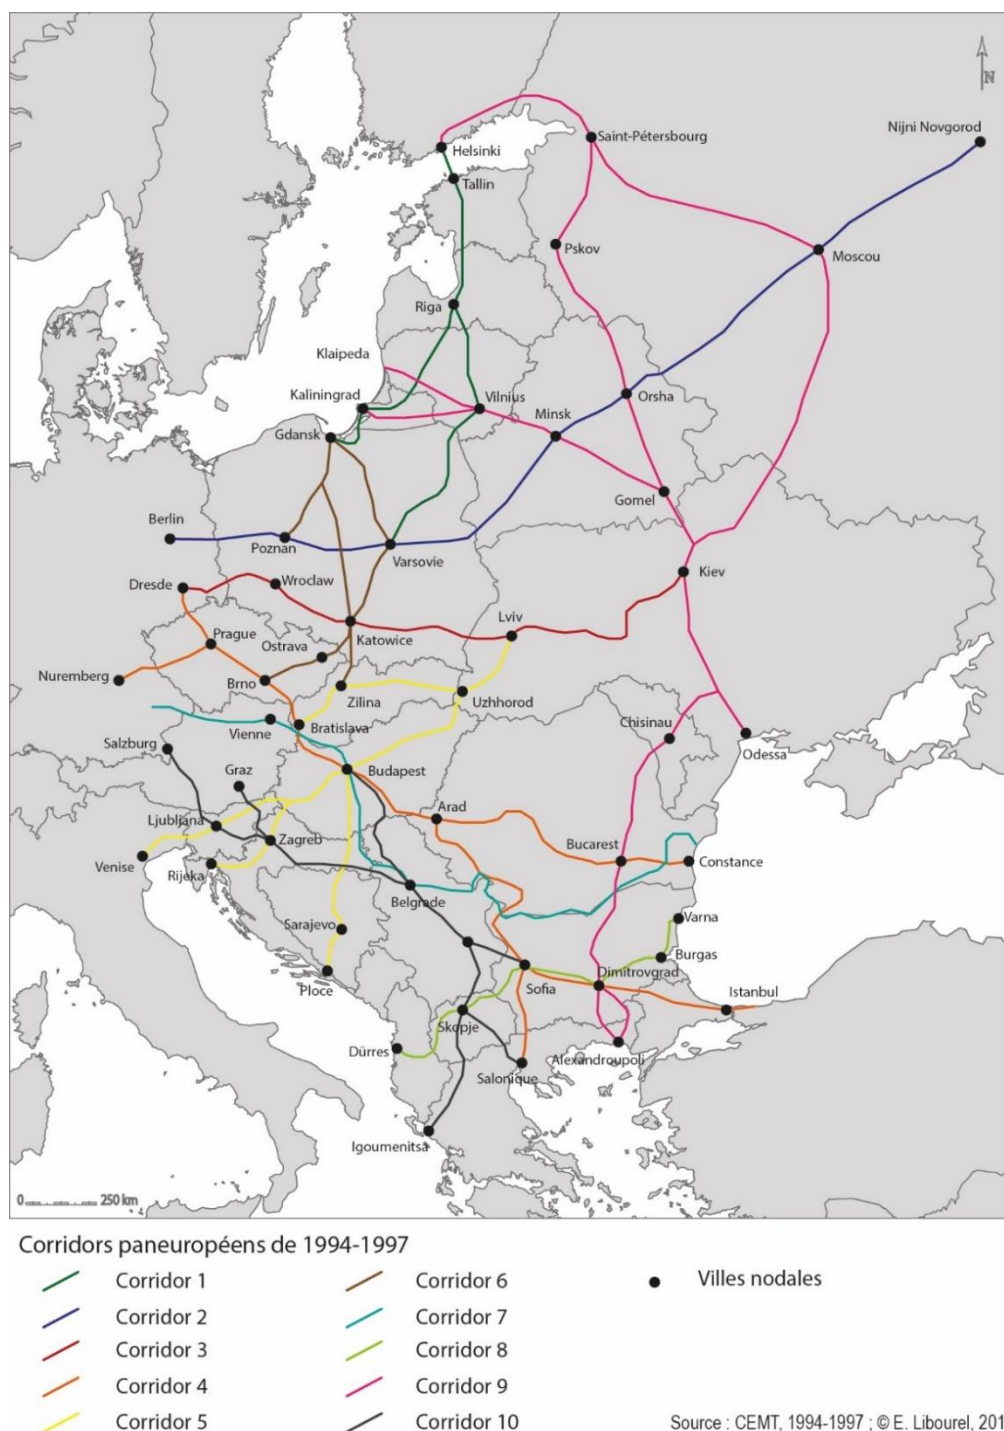 N
Nijni Novgorod
Saint-Pétersbourg
Helsinki
Tallin
Pskov
Moscou
Riga
Klaipeda
Kaliningrad
Vilnius
Minsk
Orsha
Gdansk
Gomel
Berlin
Poznan
Varsovie
Kiev
Dresde
Wroclaw
Lviv
Katowice
Prague
Ostrava
Nuremberg
Brno
Zilina
Uzhhorod
Chisinau
Vienne
Bratislava
Salzburg
Odessa
Budapest
Graz
Arad
Ljubljana
Zagreb
Bucarest
Constance
Venise
Rijeka
Belgrade
Varna
Sarajevo
Burgas
Dimitrovgrad
Ploce
Sofia
Istanbul
Skopje
Dürres
Alexandroupoli
Salonique
Igoumenitsa
0 250 km
Corridors paneuropéens de 1994-1997
Corridor 1
Corridor 2
Corridor 3
Corridor 4
Corridor 5
Corridor 6
Corridor 7
Corridor 8
Corridor 9
Corridor 10
Villes nodales
Source : CEMT, 1994-1997 ; © E. Libourel, 201